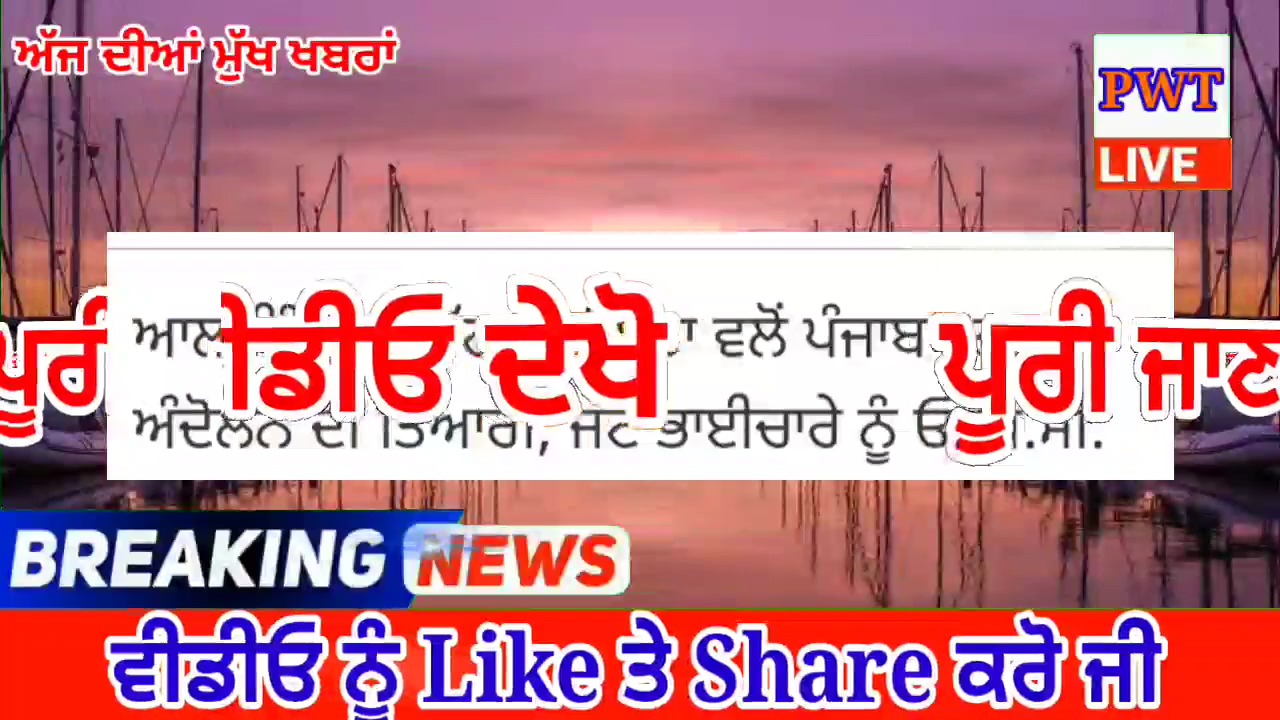 ਅੱਜ ਦੀਆਂ ਮੁੱਖ ਖਬਰਾਂ
PWT
LIVE
ਵਲੋਂ ਪੰਜਾਬ
ਪੂਰੀ ਵੀਡੀਓ ਦੇਖੋ ਪੂਰੀ
ਅੰਦੋਲਨ ਦੀ ਤਿਆਰੀ, ਜਟ ਭਾਈਚਾਰੇ ਨੂੰ
BREAKING NEWS
ਵੀਡੀਓ ਨੂੰ Like ਤੇ Share ਕਰੋ ਜੀ